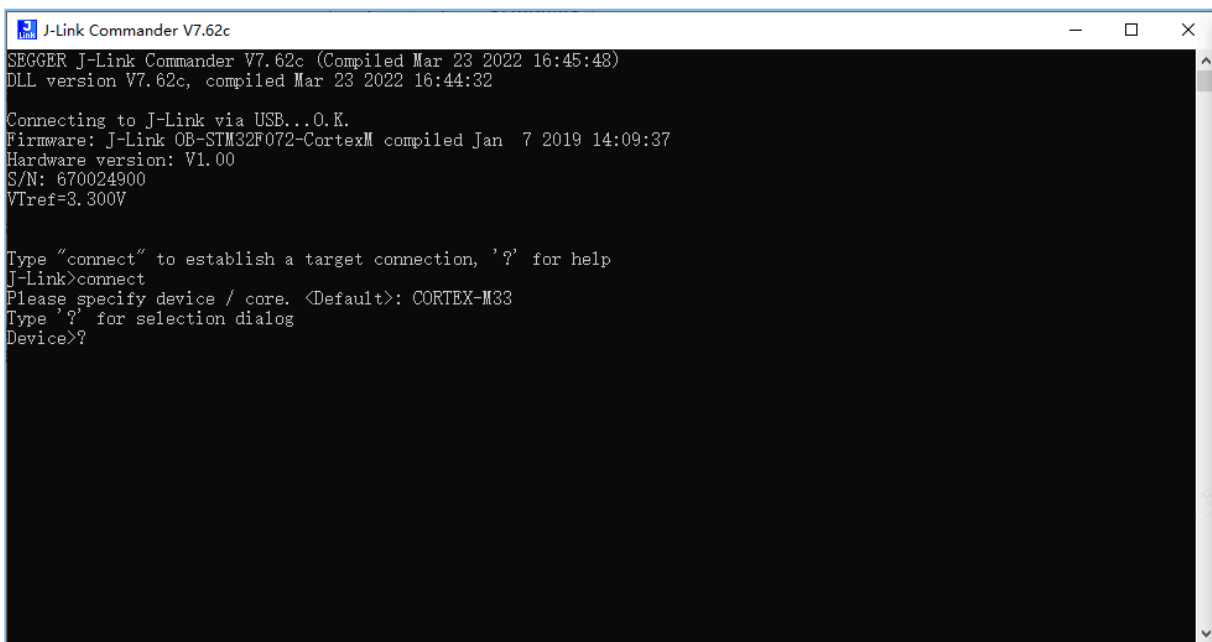 J-Link Commander V7.62c
SEGGER J-Link Commander V7.62c (Compiled Mar 23 2022 16:45:48)
DLL version V7.62c, compiled Mar 23 2022 16:44:32
Connecting to J-Link via USB...O.K.
Firmware: J-Link OB-STM32F072-CortexM compiled Jan  7 2019 14:09:37
Hardware version: V1.00
S/N: 670024900
VTref=3.300V
Type "connect" to establish a target connection, '?' for help
J-Link>connect
Please specify device / core. <Default>: CORTEX-M33
Type '?' for selection dialog
Device>?